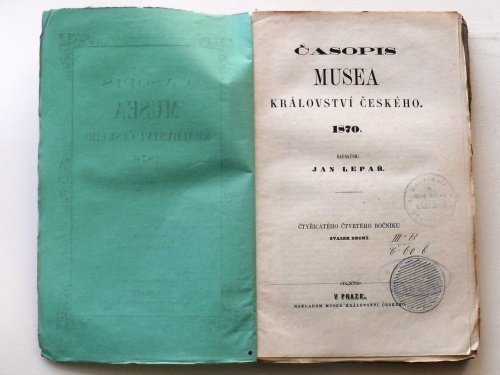 ČASOPIS
MUSEA
KRÁLOVSTVÍ ČESKÉHO.
1870.
REDAKTOR:
JAN LEPAŘ.
ČTYŘICÁTÉHO ČTVRTÉHO ROČNÍKU
SVAZEK DRUHÝ.
V PRAZE.
NÁKLADEM MUSEA KRÁLOVSTVÍ ČESKÉHO.